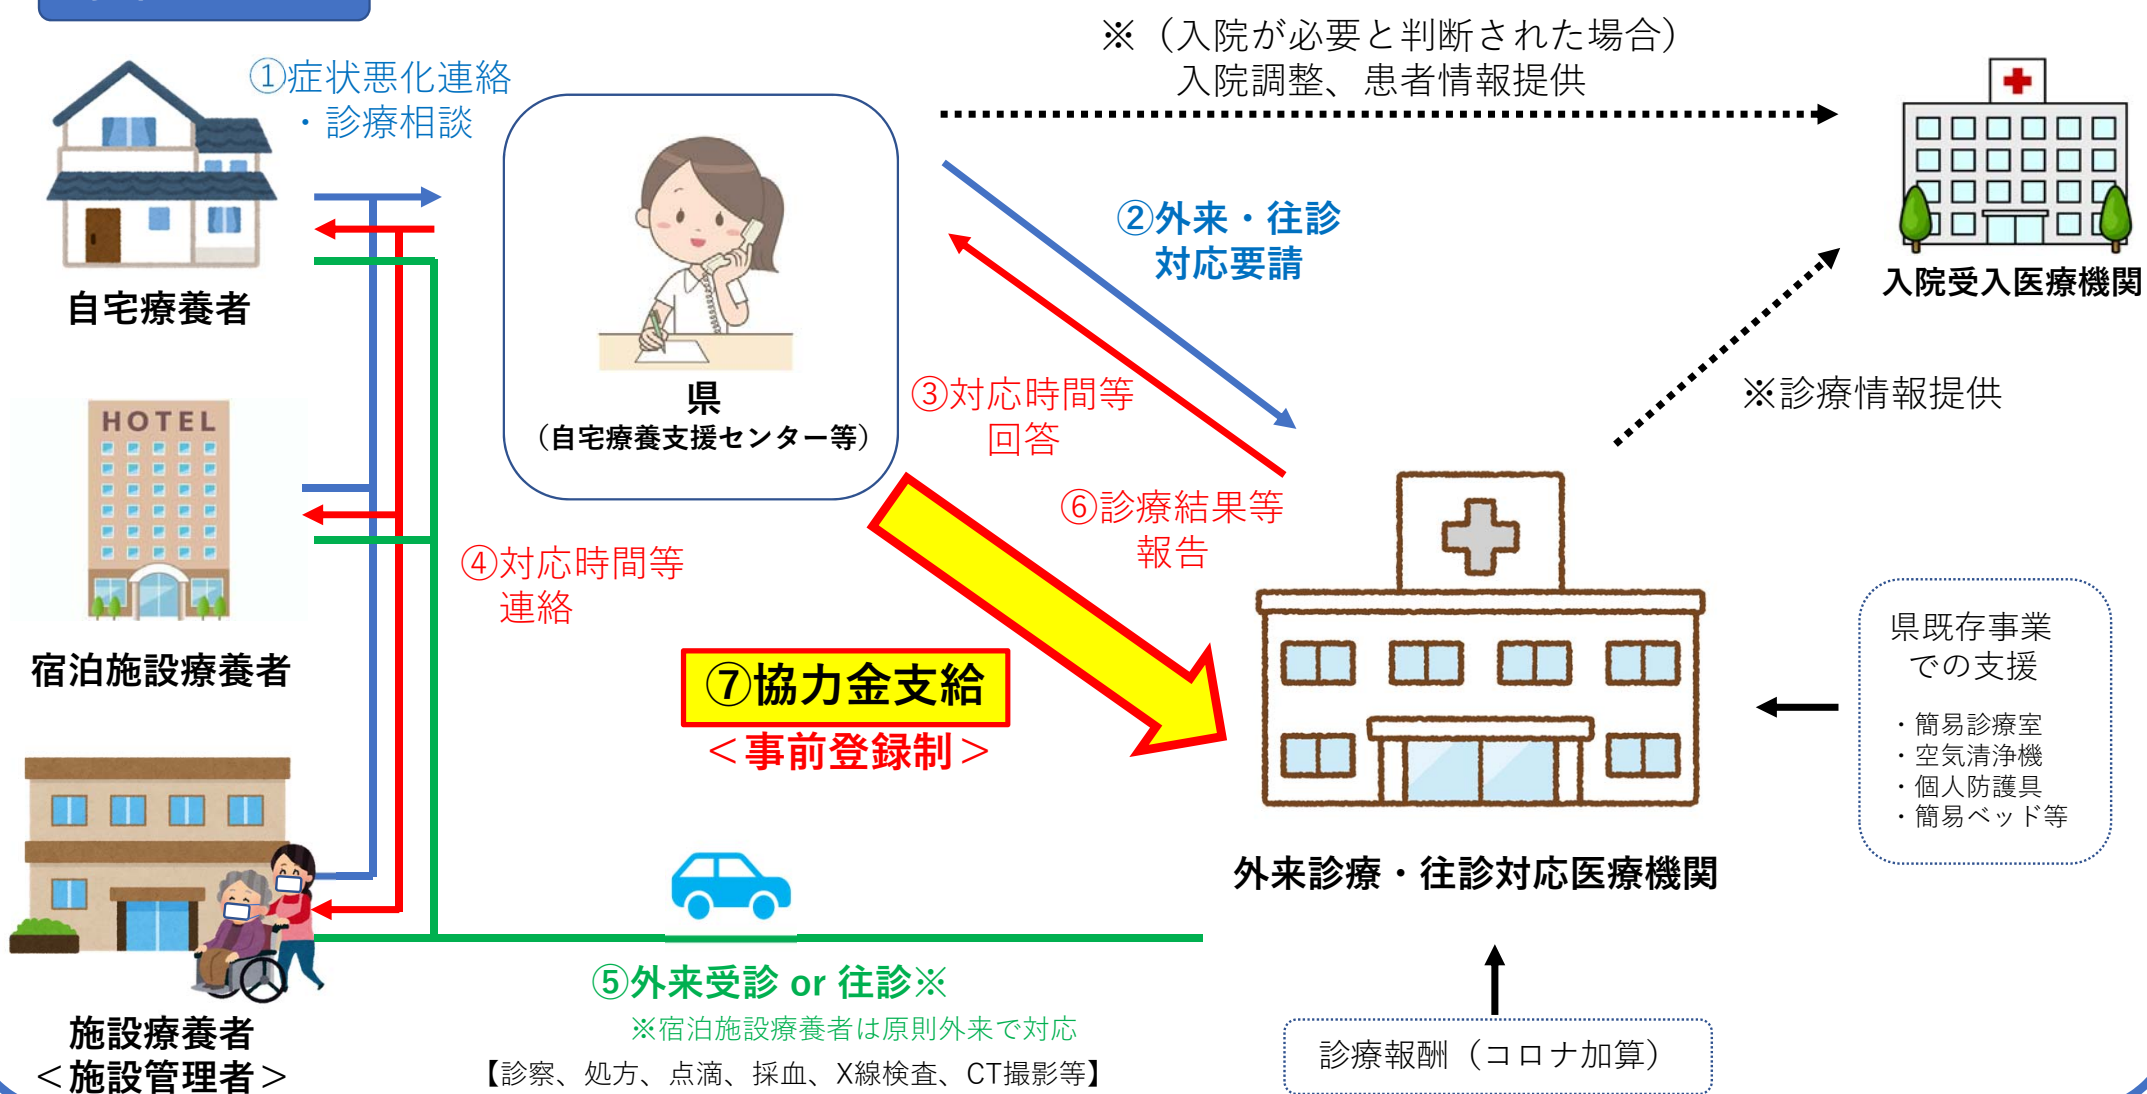 ①症状悪化連絡
・診療相談
※（入院が必要と判断された場合）
入院調整、患者情報提供
②外来・往診
対応要請
自宅療養者
入院受入医療機関
県
（自宅療養支援センター等）
③対応時間等
回答
※診療情報提供
HOTEL
⑥診療結果等
報告
④対応時間等
連絡
宿泊施設療養者
⑦協力金支給
＜事前登録制＞
県既存事業
での支援
・簡易診療室
・空気清浄機
・個人防護具
・簡易ベッド等
外来診療・往診対応医療機関
⑤外来受診 or 往診※
※宿泊施設療養者は原則外来で対応
【診察、処方、点滴、採血、X線検査、CT撮影等】
施設療養者
＜施設管理者＞
診療報酬（コロナ加算）